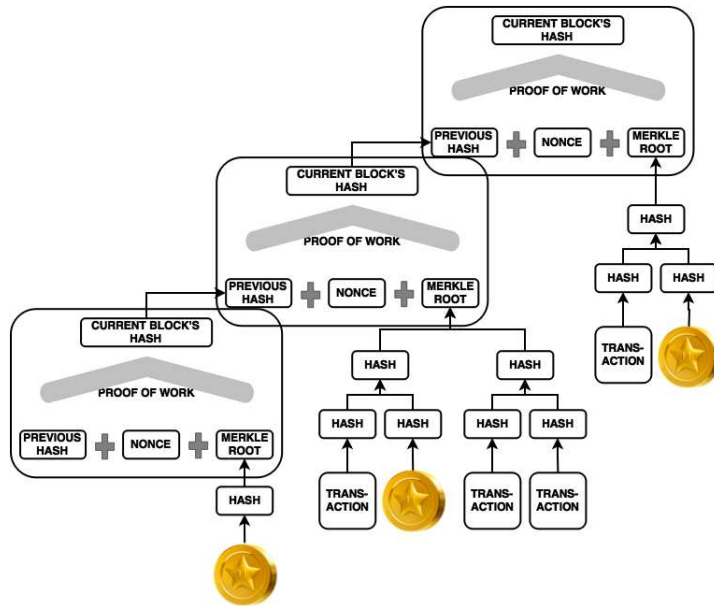 CURRENT BLOCK'S
HASH
PROOF OF WORK
PREVIOUS
HASH
NONCE
MERKLE
ROOT
CURRENT BLOCK'S
HASH
HASH
PROOF OF WORK
HASH
HASH
PREVIOUS
HASH
NONCE
MERKLE
ROOT
CURRENT BLOCK'S
HASH
TRANS-
ACTION
HASH
HASH
PROOF OF WORK
HASH
HASH
HASH
HASH
PREVIOUS
HASH
NONCE
MERKLE
ROOT
TRANS-
ACTION
TRANS-
ACTION
TRANS-
ACTION
HASH